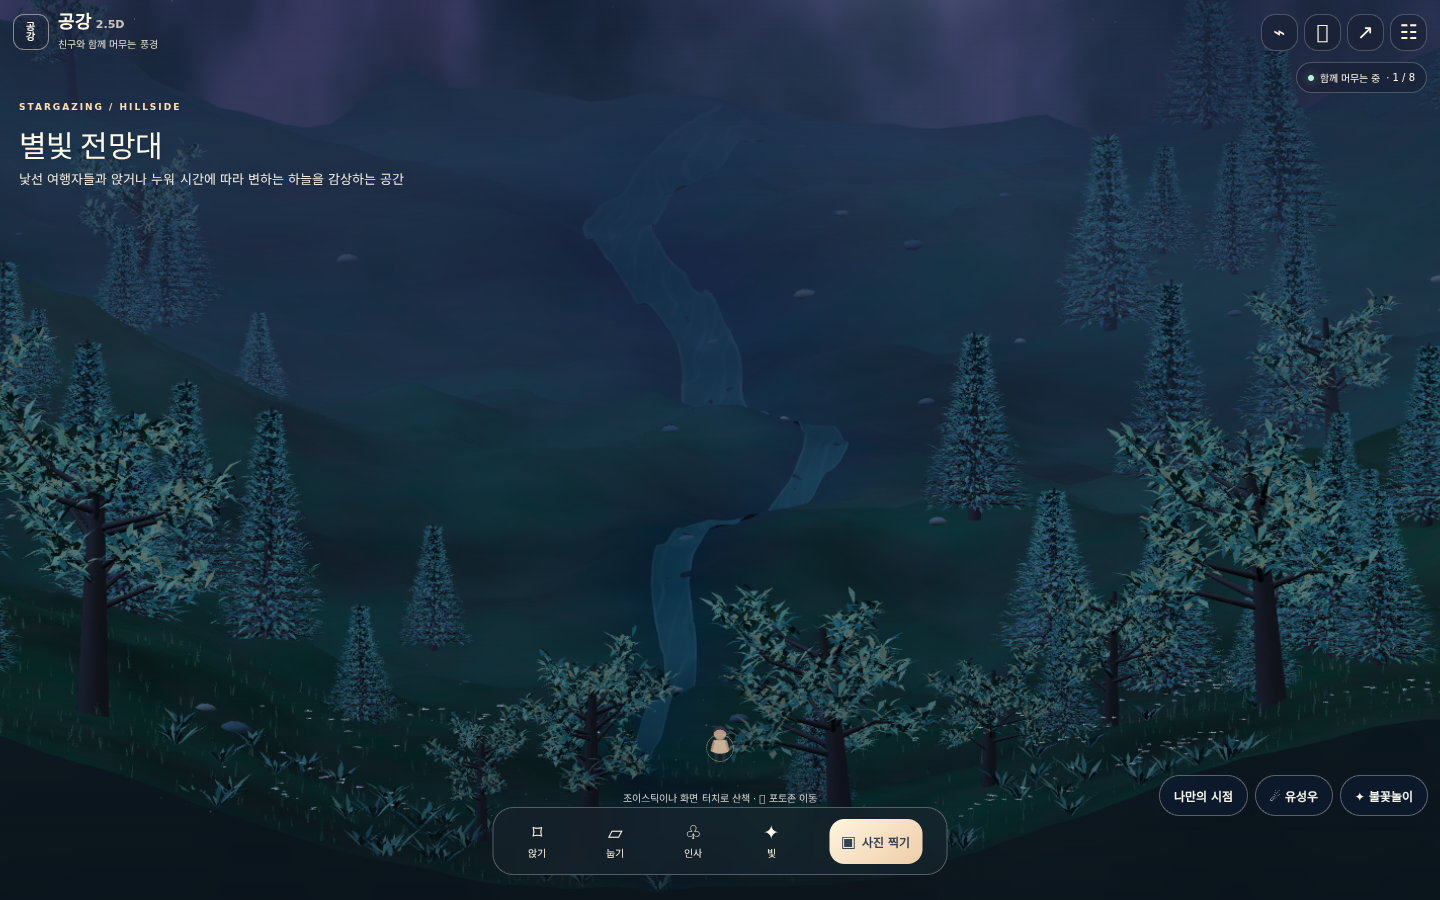 공강
공강 2.5D
친구와 함께 머무는 풍경
함께 머무는 중 · 1 / 8
STARGAZING / HILLSIDE
별빛 전망대
낯선 여행자들과 앉거나 누워 시간에 따라 변하는 하늘을 감상하는 공간
나만의 시점
☄ 유성우
✦ 불꽃놀이
조이스틱이나 화면 터치로 산책 · 포토존 이동
앉기
눕기
인사
빛
사진 찍기